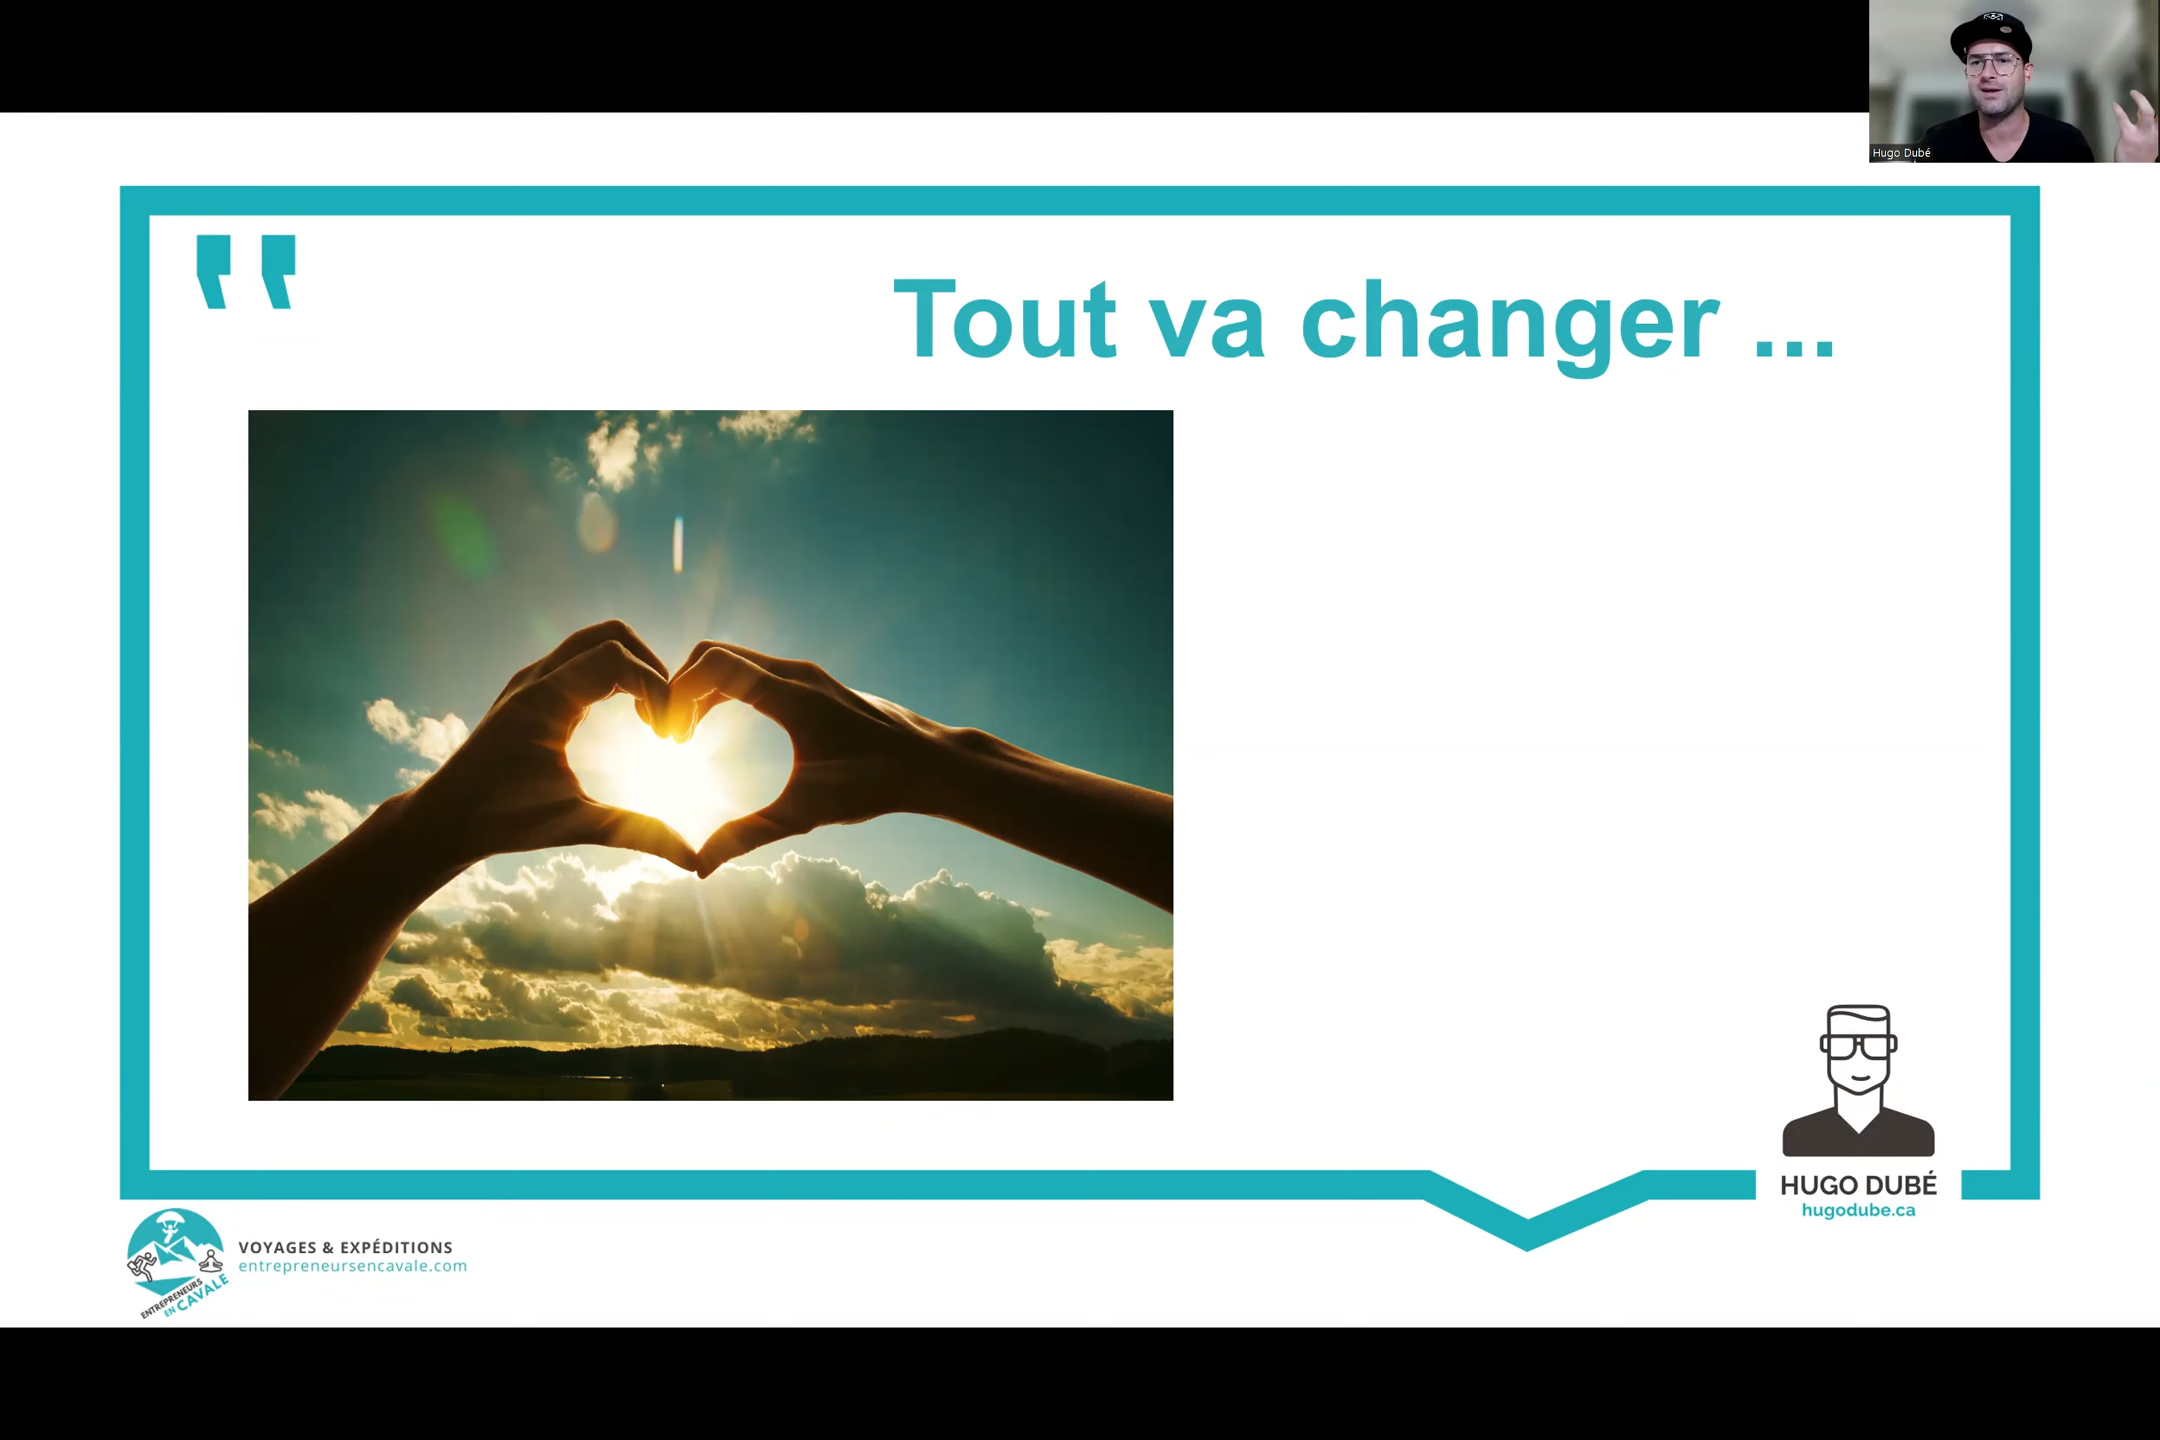 Hugo Dubé
Tout va changer ...
HUGO DUBÉ
hugodube.ca
VOYAGES & EXPÉDITIONS
entrepreneursencavale.com
ENTREPRENEURS
EN CAVALE